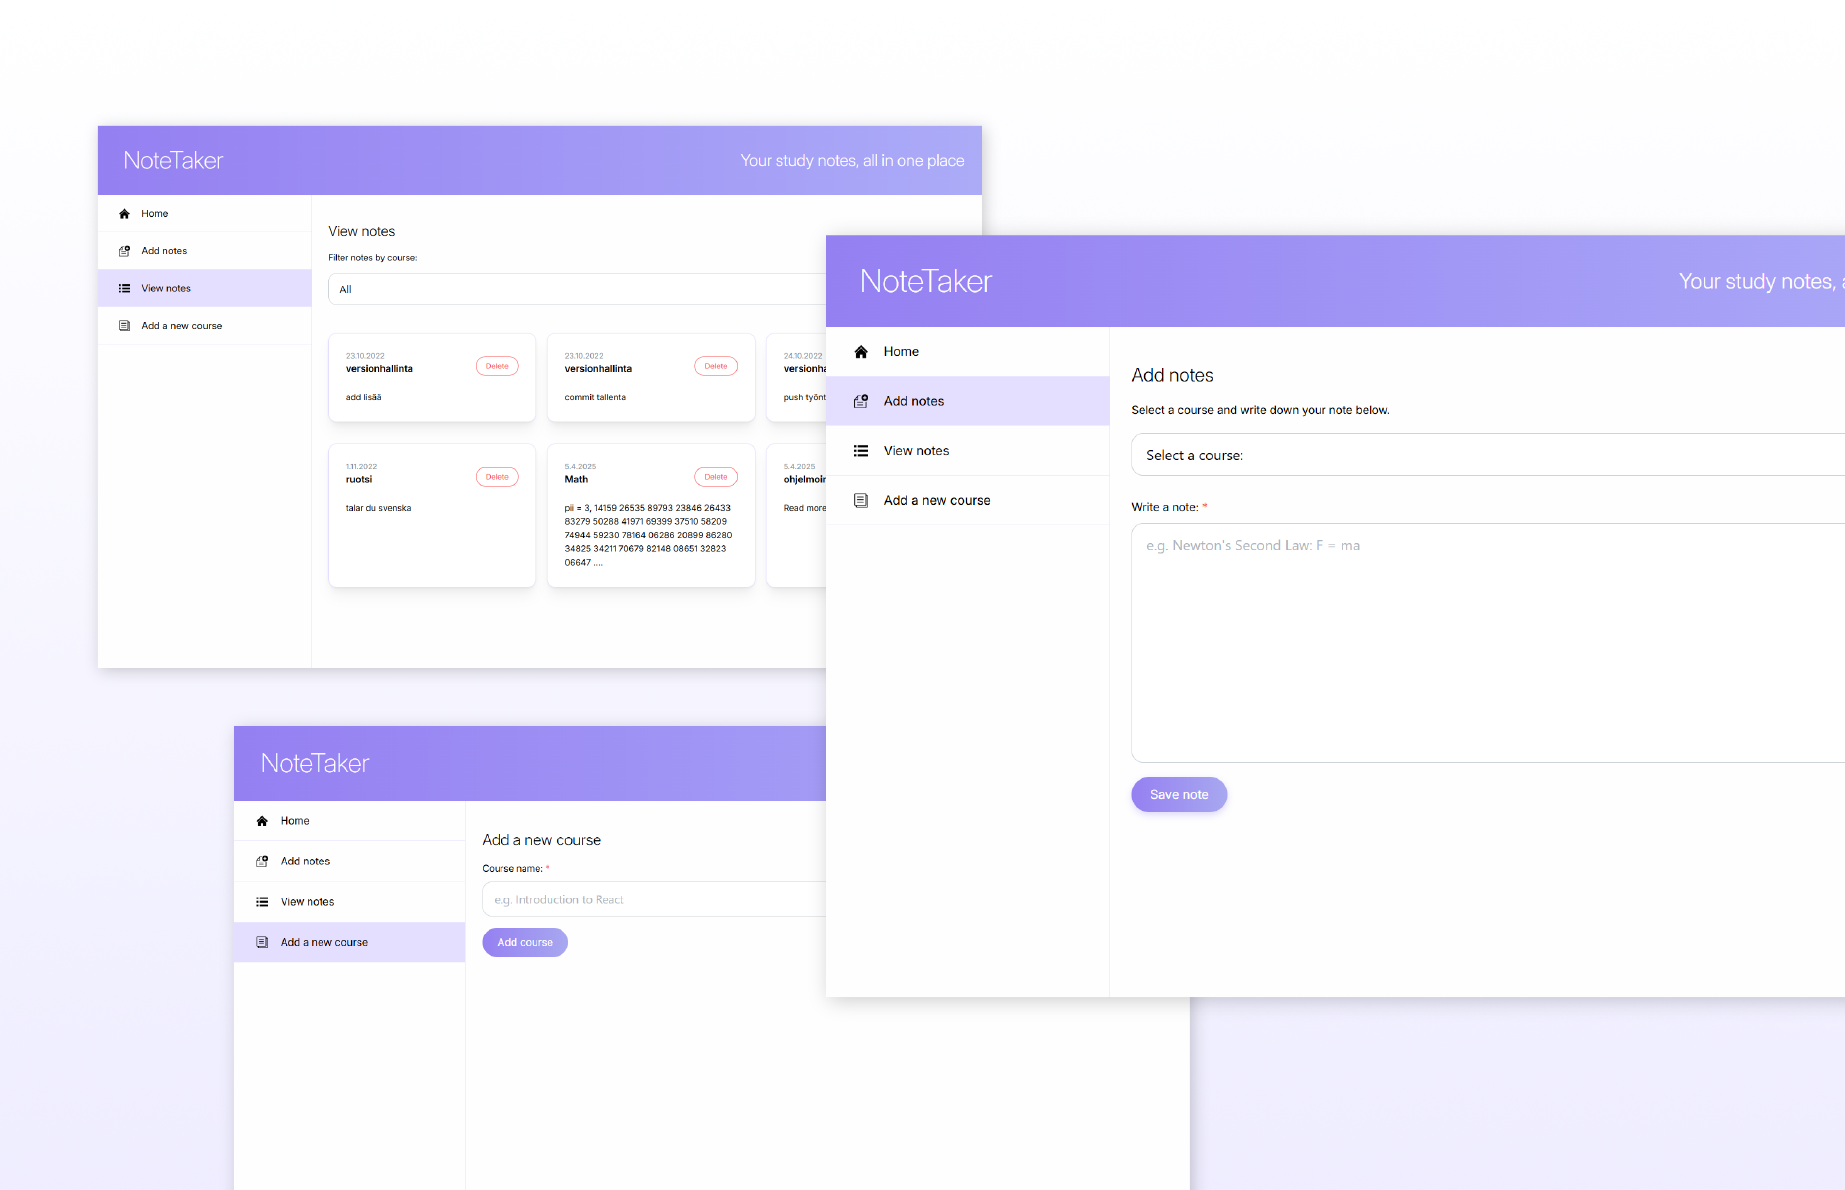 NoteTaker
Your study notes, all in one place
Home
Add notes
View notes
Add a new course
View notes
Filter notes by course:
All
23.10.2022
versionhallinta
Delete
add lisää
23.10.2022
versionhallinta
Delete
commit tallenta
24.10.2022
1.11.2022
ruotsi
Delete
talar du svenska
5.4.2025
Math
Delete
pii = 3, 14159 26535 89793 23846 26433
83279 50288 41971 69399 37510 58209
74944 59230 78164 06286 20899 86280
34825 34211 70679 82148 08651 32823
06647 ....
5.4.2025
Read more
NoteTaker
Your study notes,
Home
Add notes
View notes
Add a new course
Add notes
Select a course and write down your note below.
Select a course:
Write a note: *
e.g. Newton's Second Law: F = ma
Save note
NoteTaker
Home
Add notes
View notes
Add a new course
Add a new course
Course name: *
e.g. Introduction to React
Add course